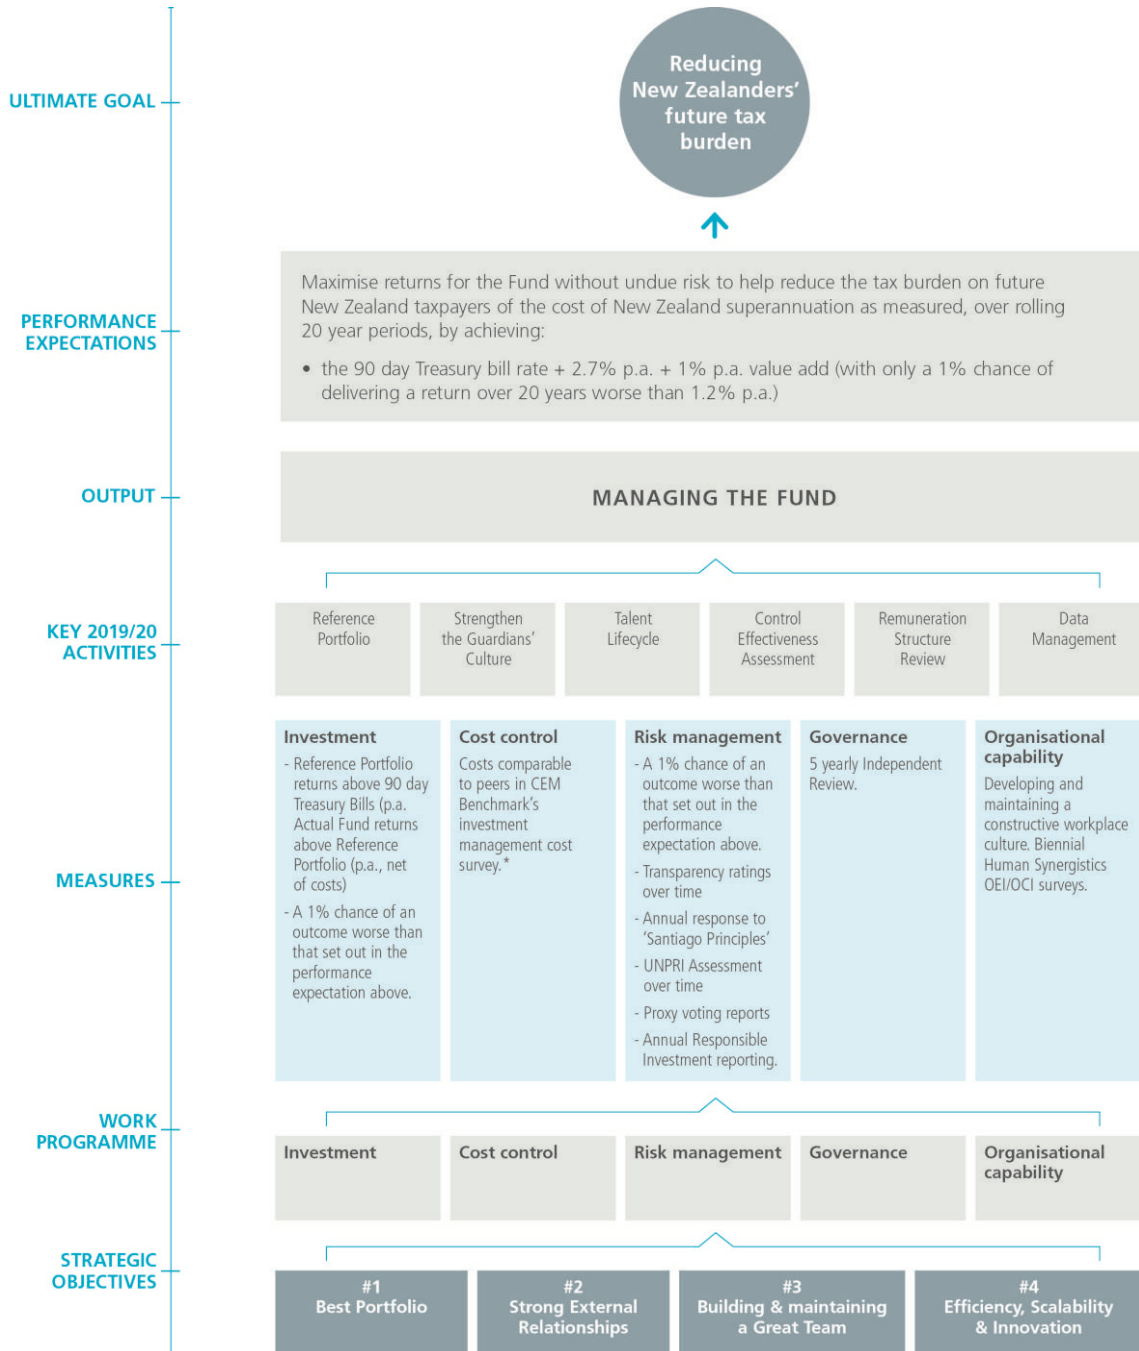 ULTIMATE GOAL
Reducing
New Zealanders'
future tax
burden
PERFORMANCE
EXPECTATIONS
Maximise returns for the Fund without undue risk to help reduce the tax burden on future
New Zealand taxpayers of the cost of New Zealand superannuation as measured, over rolling
20 year periods, by achieving:
• the 90 day Treasury bill rate + 2.7% p.a. + 1% p.a. value add (with only a 1% chance of
delivering a return over 20 years worse than 1.2% p.a.)
OUTPUT
MANAGING THE FUND
KEY 2019/20
ACTIVITIES
Reference
Portfolio
Strengthen
the Guardians'
Culture
Talent
Lifecycle
Control
Effectiveness
Assessment
Remuneration
Structure
Review
Data
Management
MEASURES
Investment
- Reference Portfolio
returns above 90 day
Treasury Bills (p.a.
Actual Fund returns
above Reference
Portfolio (p.a., net
of costs)
- A 1% chance of an
outcome worse than
that set out in the
performance
expectation above.
Cost control
Costs comparable
to peers in CEM
Benchmark's
investment
management cost
survey.*
Risk management
- A 1% chance of an
outcome worse than
that set out in the
performance
expectation above.
- Transparency ratings
over time
- Annual response to
'Santiago Principles'
- UNPRI Assessment
over time
- Proxy voting reports
- Annual Responsible
Investment reporting.
Governance
5 yearly Independent
Review.
Organisational
capability
Developing and
maintaining a
constructive workplace
culture. Biennial
Human Synergistics
OEI/OCI surveys.
WORK
PROGRAMME
Investment
Cost control
Risk management
Governance
Organisational
capability
STRATEGIC
OBJECTIVES
#1
Best Portfolio
#2
Strong External
Relationships
#3
Building & maintaining
a Great Team
#4
Efficiency, Scalability
& Innovation